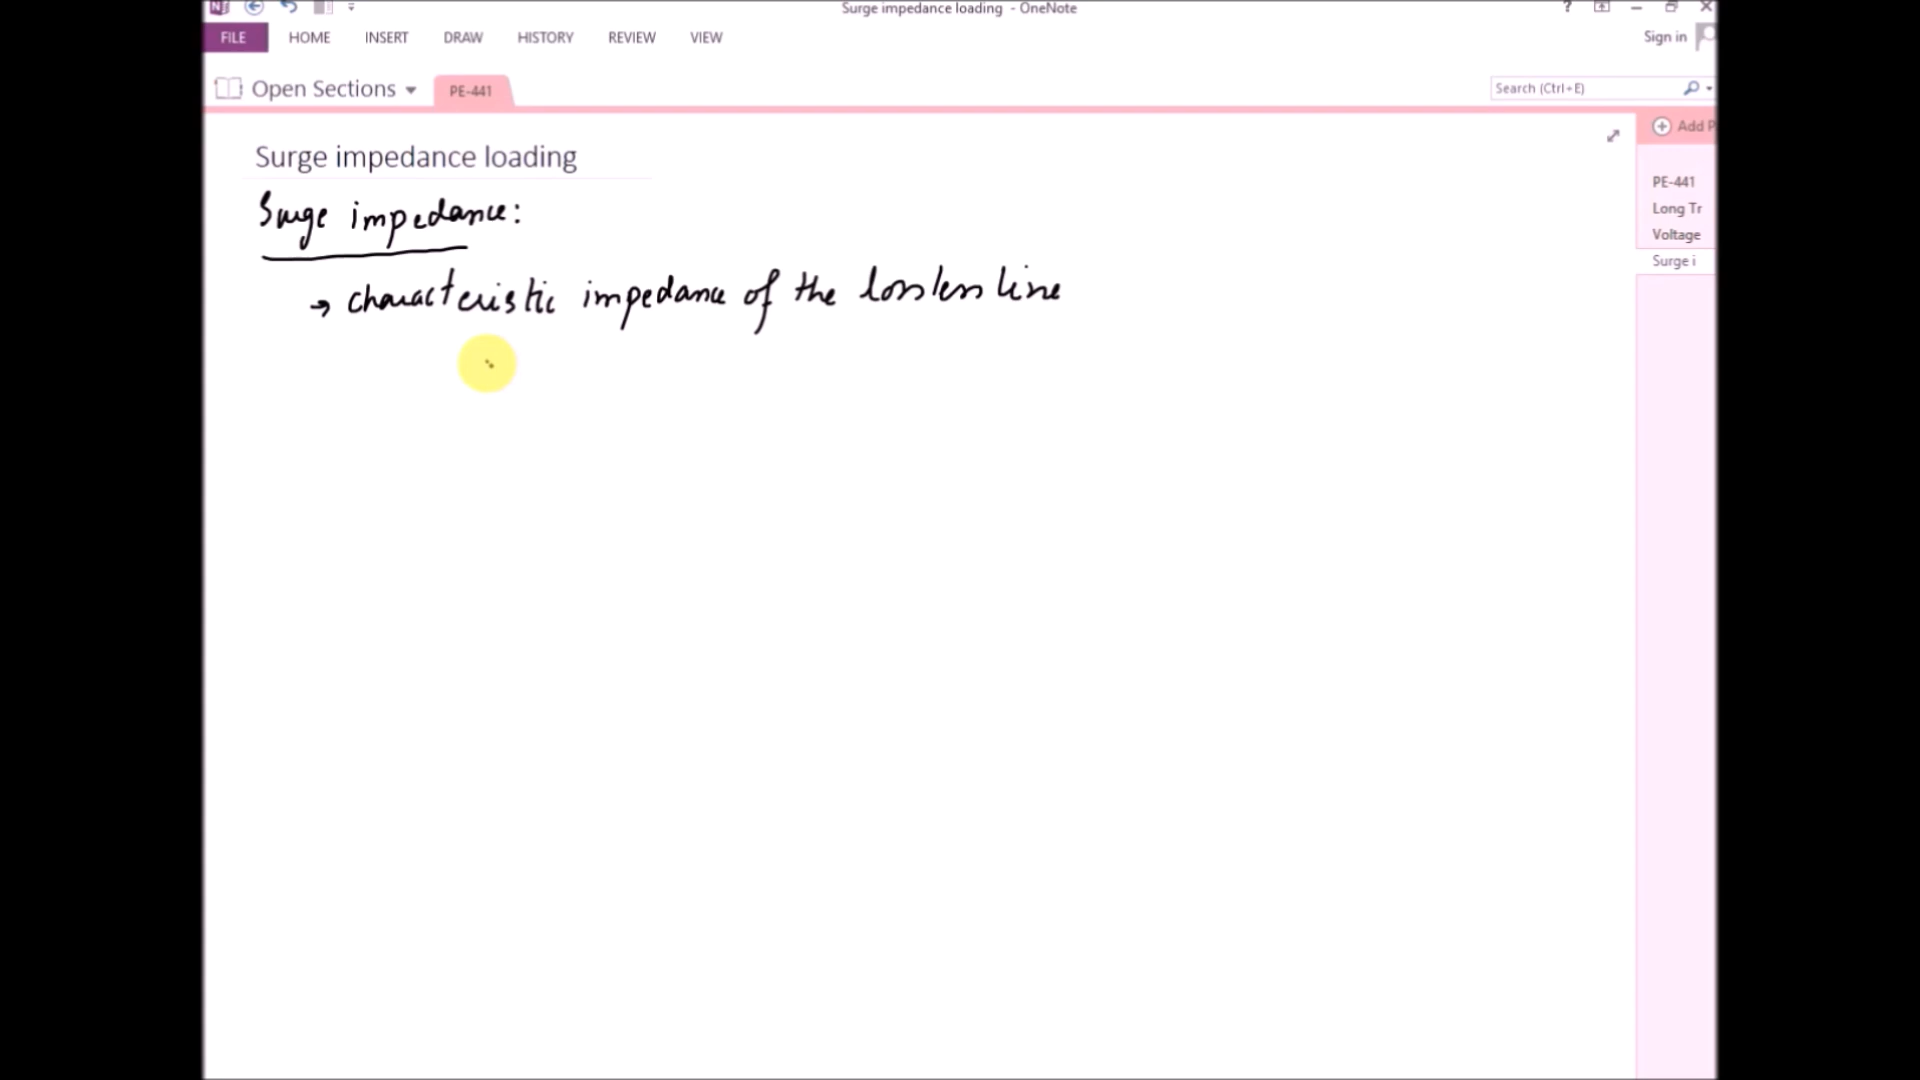 Surge impedance loading - OneNote
FILE HOME INSERT DRAW HISTORY REVIEW VIEW
Sign in
Open Sections PE-441
Search (Ctrl+E)
Add P
Surge impedance loading
PE-441
Surge impedance:
Long Tr
Voltage
Surge i
→ characteristic impedance of the lossless line